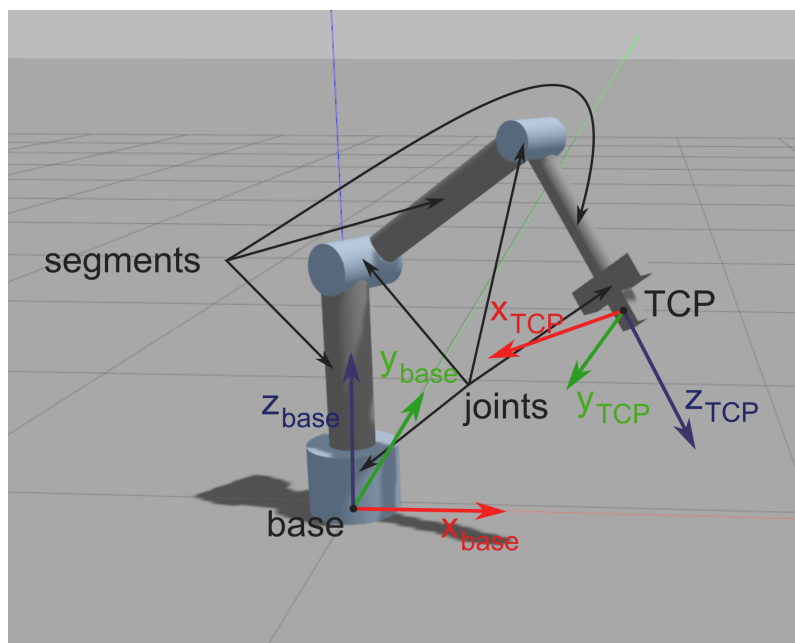 segments
TCP
x_TCP
y_base
z_base
joints
y_TCP
z_TCP
base
x_base